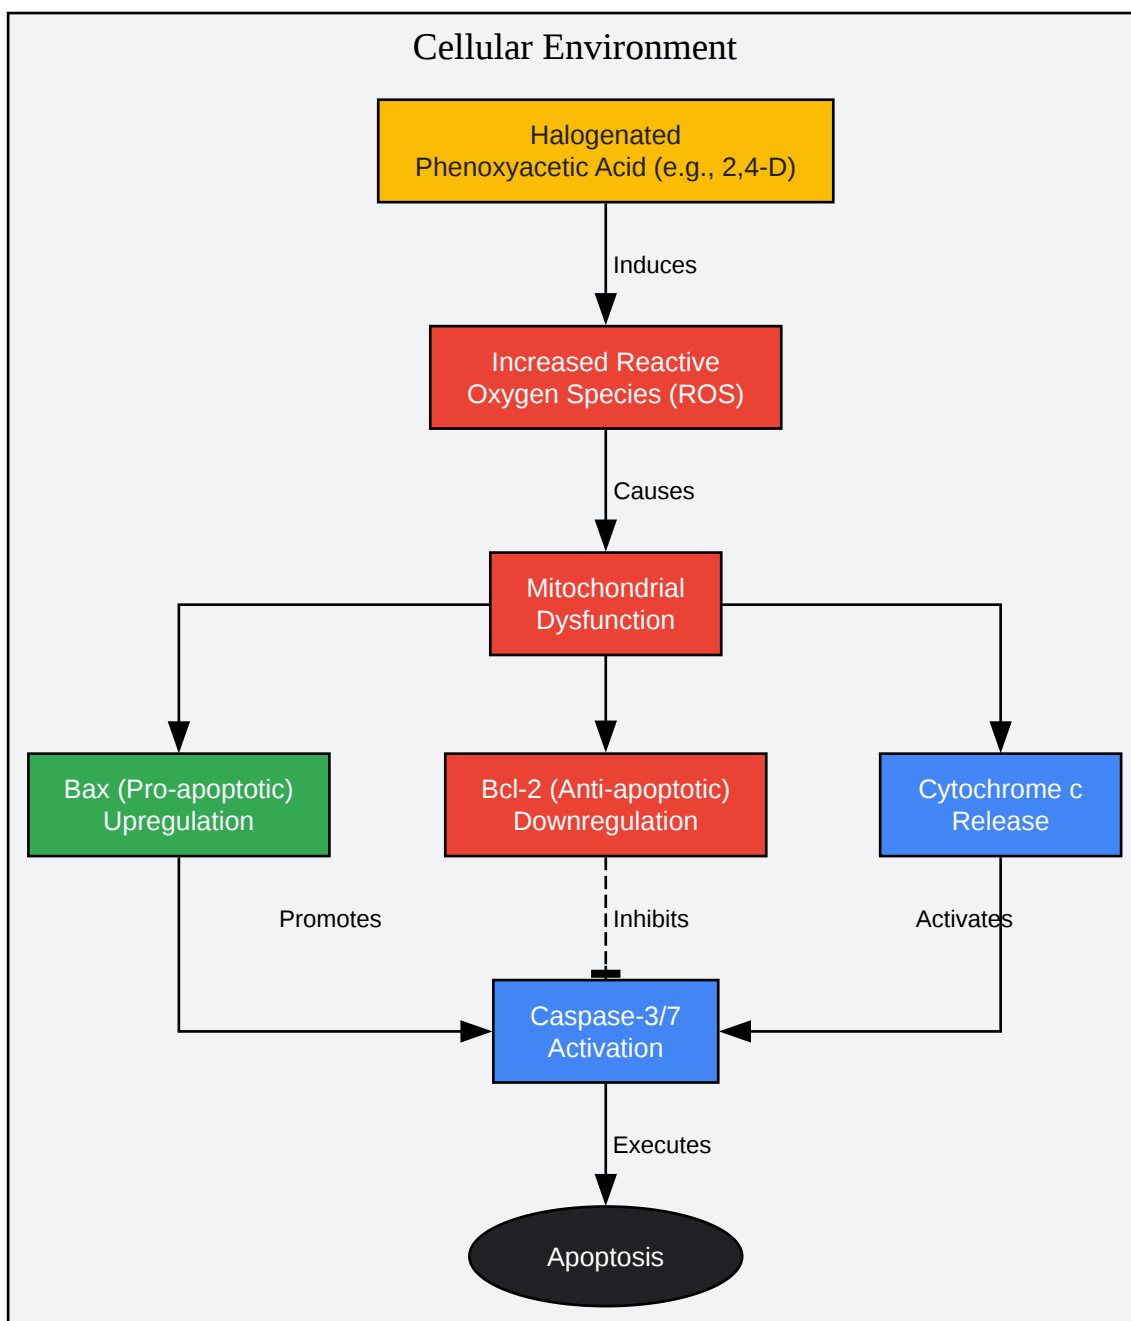 Cellular Environment
Halogenated
Phenoxyacetic Acid (e.g., 2,4-D)
Induces
Increased Reactive
Oxygen Species (ROS)
Causes
Mitochondrial
Dysfunction
Bax (Pro-apoptotic)
Upregulation
Bcl-2 (Anti-apoptotic)
Downregulation
Cytochrome c
Release
Promotes
Inhibits
Activates
Caspase-3/7
Activation
Executes
Apoptosis